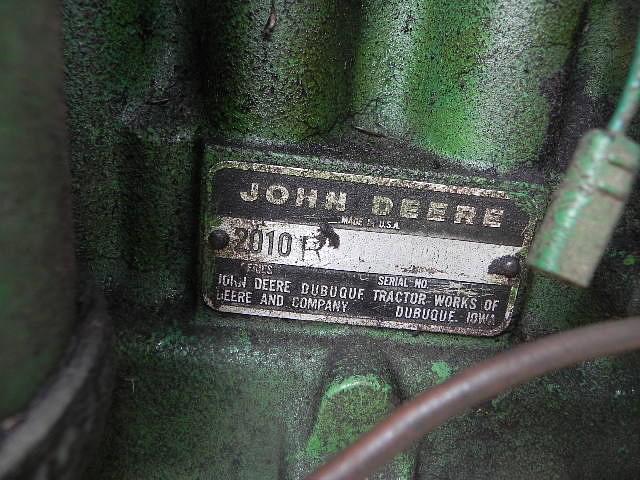 JOHN DEERE
MADE IN U.S.A.
2010 R
SERIES SERIAL NO.
JOHN DEERE DUBUQUE TRACTOR WORKS OF
DEERE AND COMPANY DUBUQUE, IOWA